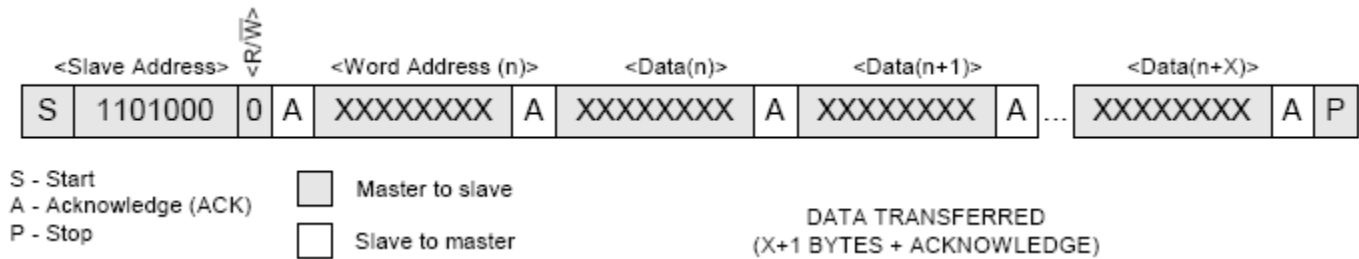 <Slave Address> <R/W̅> <Word Address (n)> <Data(n)> <Data(n+1)> <Data(n+X)>
S 1101000 0 A XXXXXXXX A XXXXXXXX A XXXXXXXX A ... XXXXXXXX A P
S - Start
A - Acknowledge (ACK)
P - Stop
Master to slave
Slave to master
DATA TRANSFERRED
(X+1 BYTES + ACKNOWLEDGE)